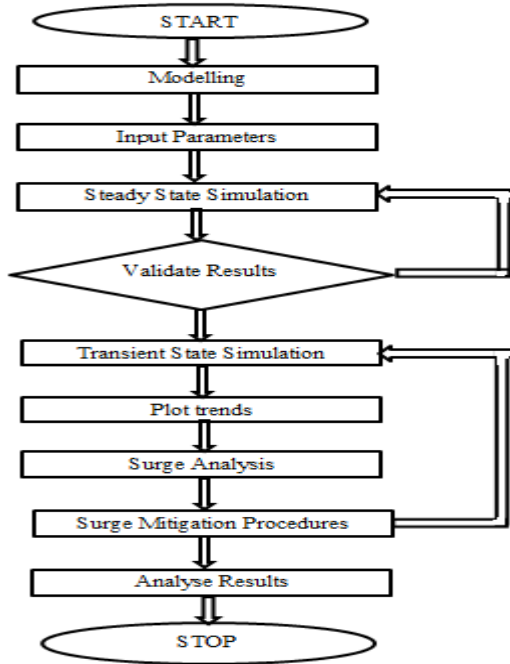 START
Modelling
Input Parameters
Steady State Simulation
Validate Results
Transient State Simulation
Plot trends
Surge Analysis
Surge Mitigation Procedures
Analyse Results
STOP